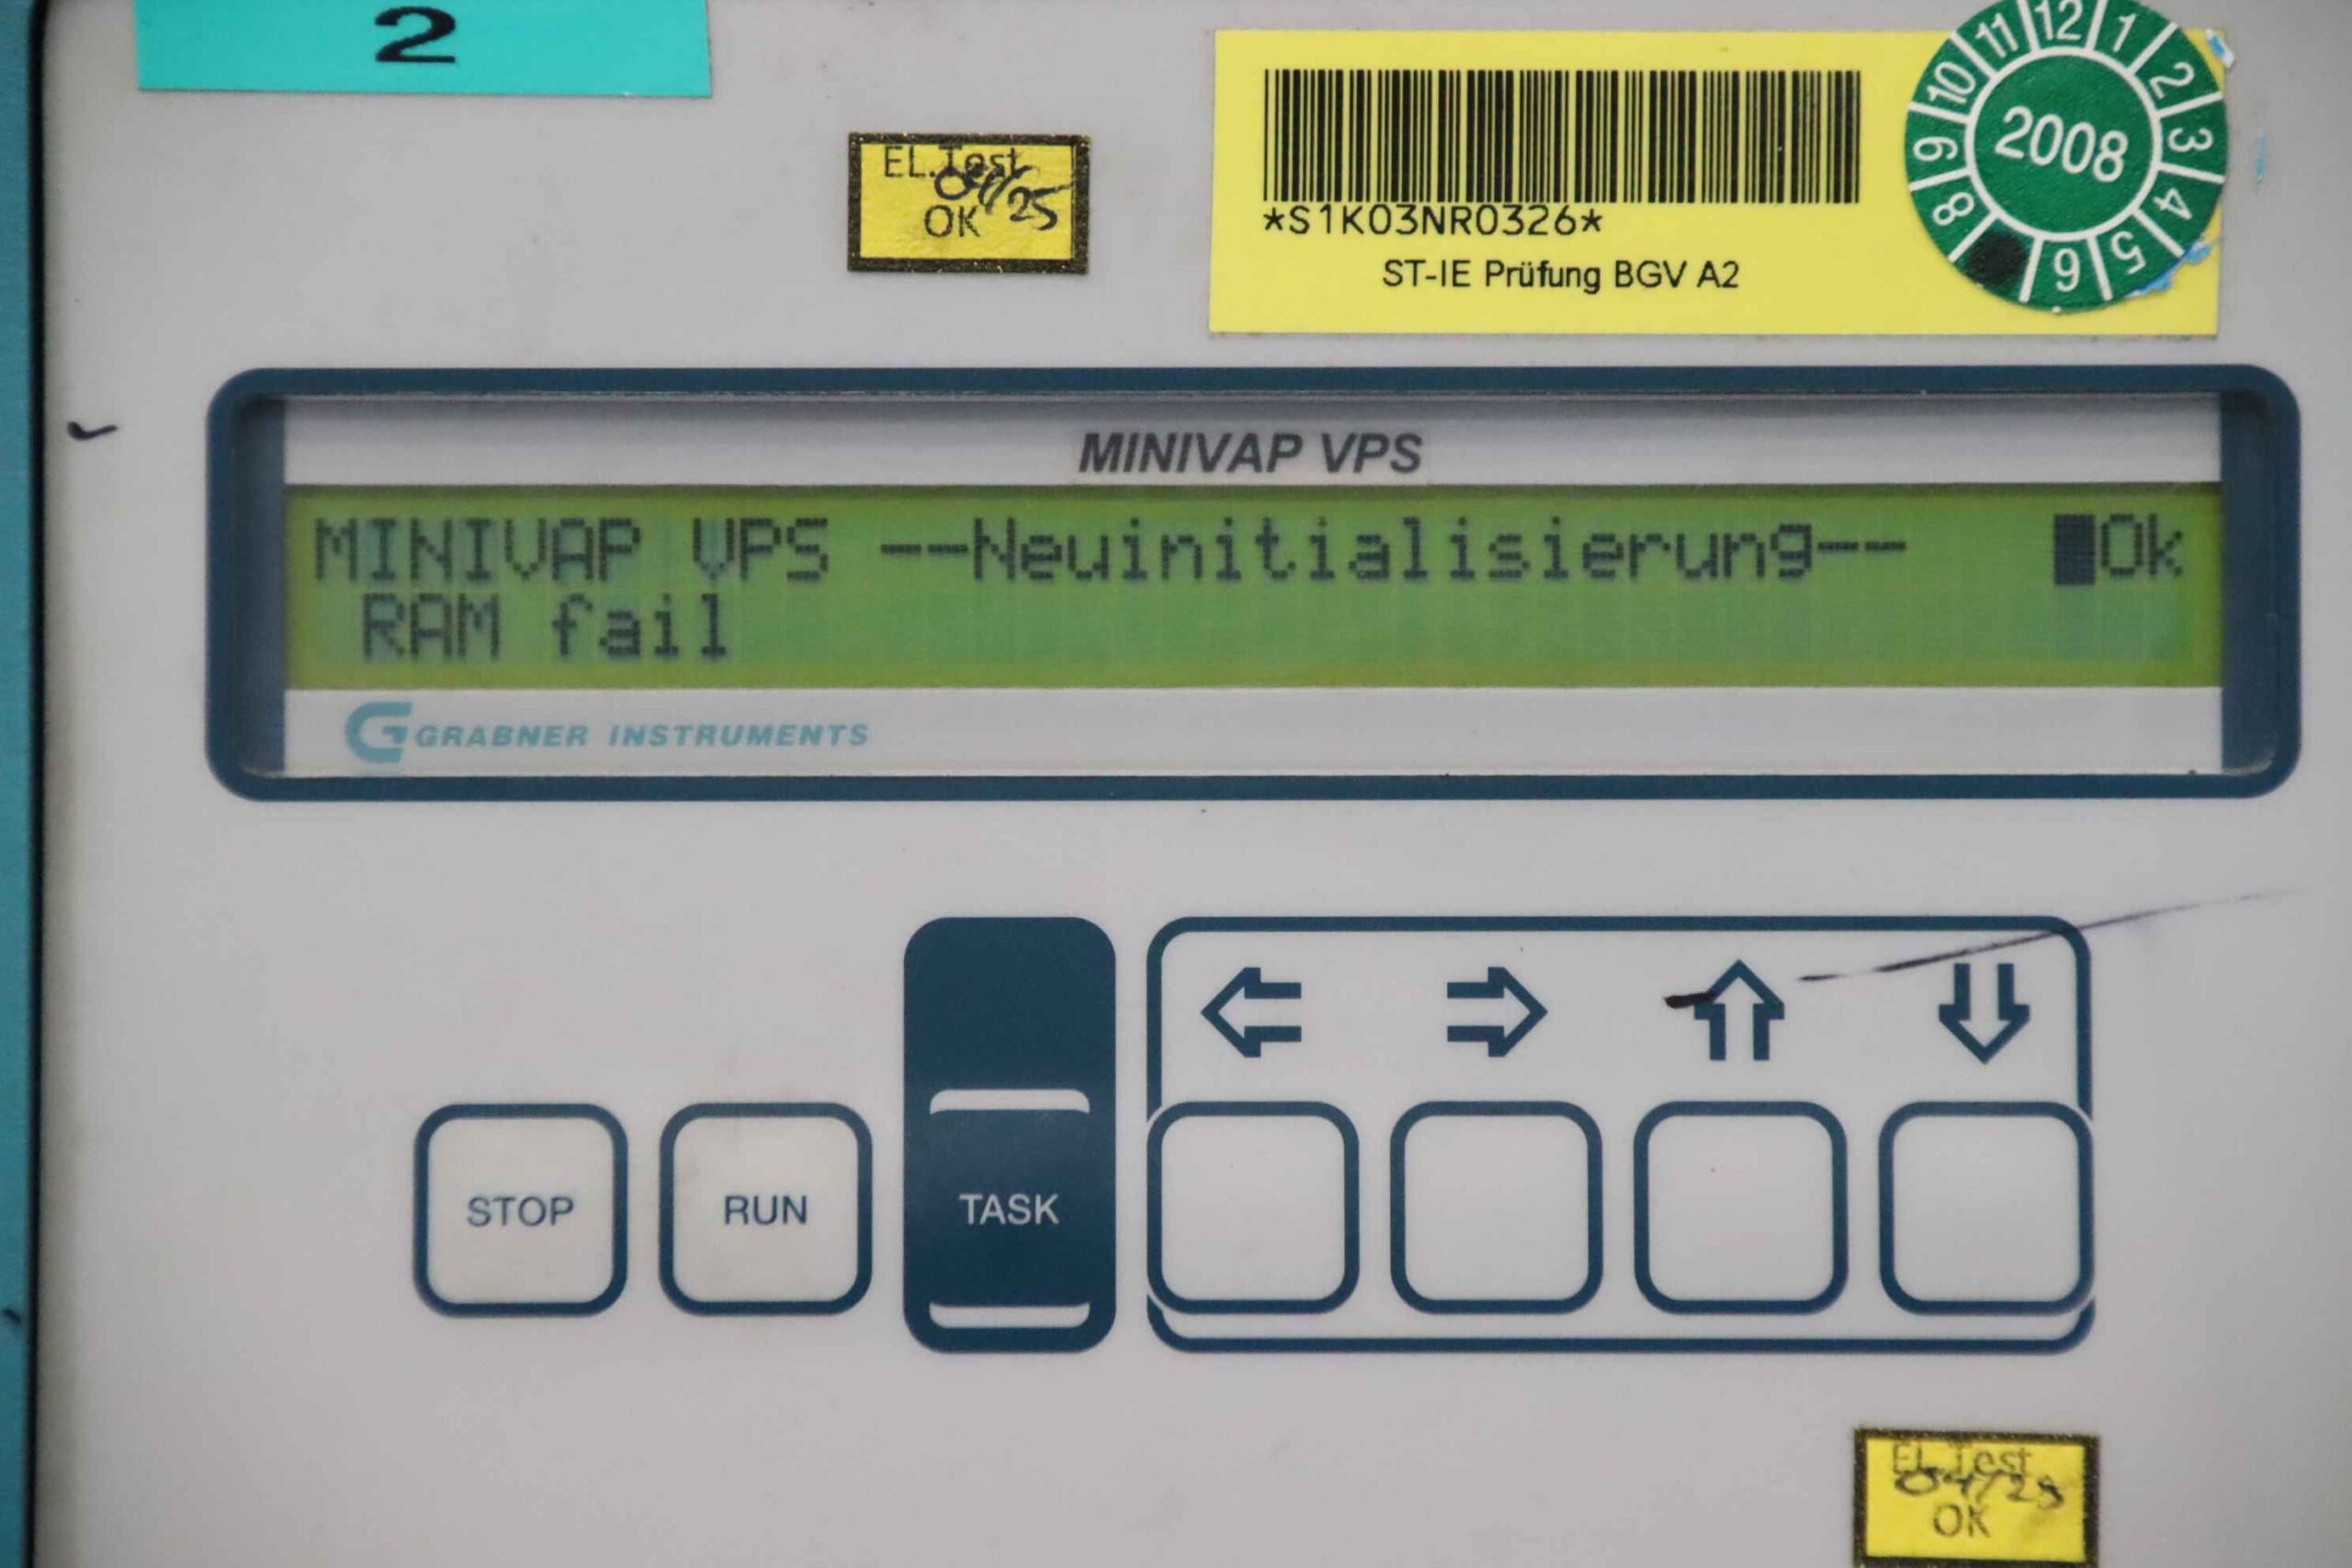 2
EL.Test
04/25
OK
*S1K03NR0326*
ST-IE Prüfung BGV A2
2008
1
2
3
4
5
6
8
9
10
11
12
MINIVAP VPS
MINIVAP VPS --Neuinitialisierung-- Ok
RAM fail
GRABNER INSTRUMENTS
STOP
RUN
TASK
EL.Test
OK